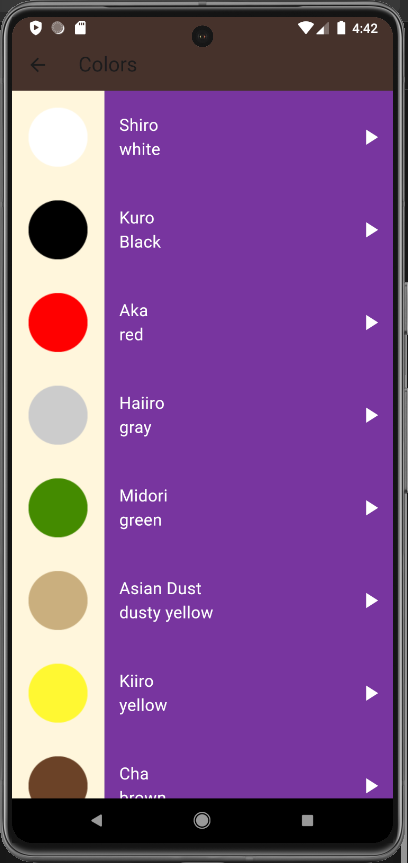 4:42
Colors
Shiro
white
Kuro
Black
Aka
red
Haiiro
gray
Midori
green
Asian Dust
dusty yellow
Kiiro
yellow
Cha
brown